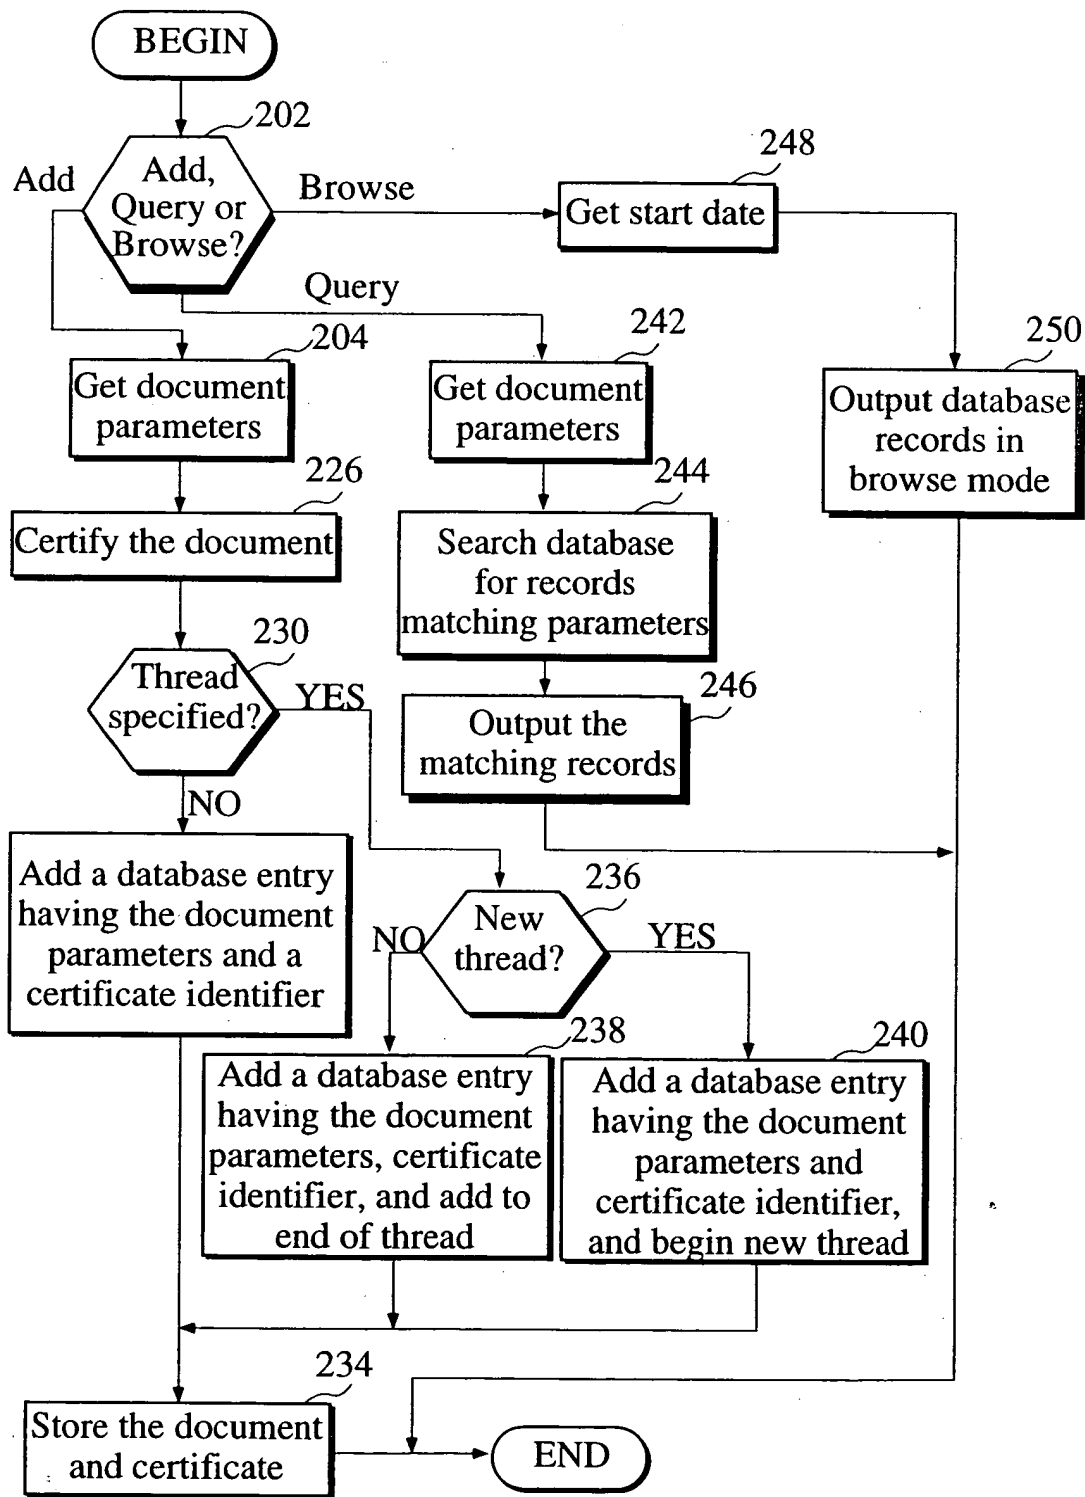 BEGIN
202
Add
Add,
Query or
Browse?
Browse
248
Get start date
Query
204
Get document
parameters
242
Get document
parameters
250
Output database
records in
browse mode
226
Certify the document
244
Search database
for records
matching parameters
230
Thread
specified?
YES
NO
246
Output the
matching records
Add a database entry
having the document
parameters and a
certificate identifier
236
New
thread?
NO
YES
238
Add a database entry
having the document
parameters, certificate
identifier, and add to
end of thread
240
Add a database entry
having the document
parameters and
certificate identifier,
and begin new thread
234
Store the document
and certificate
END